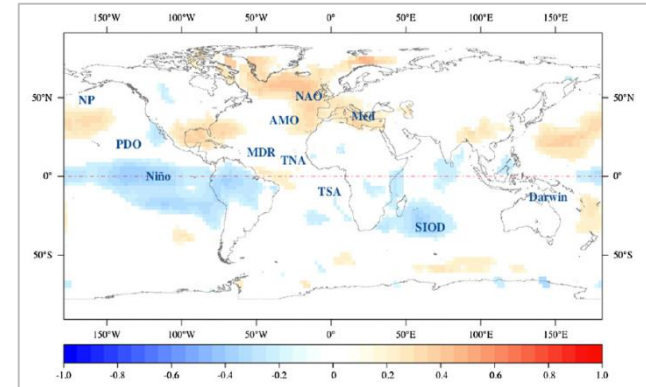 150°W 100°W 50°W 0° 50°E 100°E 150°E
50°N 50°N
NP
NAO
Med
AMO
PDO
MDR
TNA
0° 0°
Niño
TSA
Darwin
SIOD
50°S 50°S
150°W 100°W 50°W 0° 50°E 100°E 150°E
-1.0 -0.8 -0.6 -0.4 -0.2 0 0.2 0.4 0.6 0.8 1.0